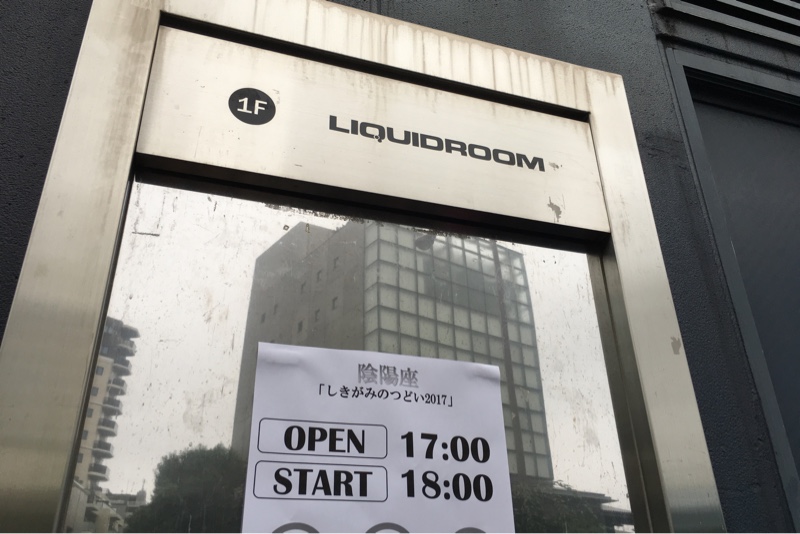 1F
LIQUIDROOM
陰陽座
「しきがみのつどい2017」
OPEN 17:00
START 18:00